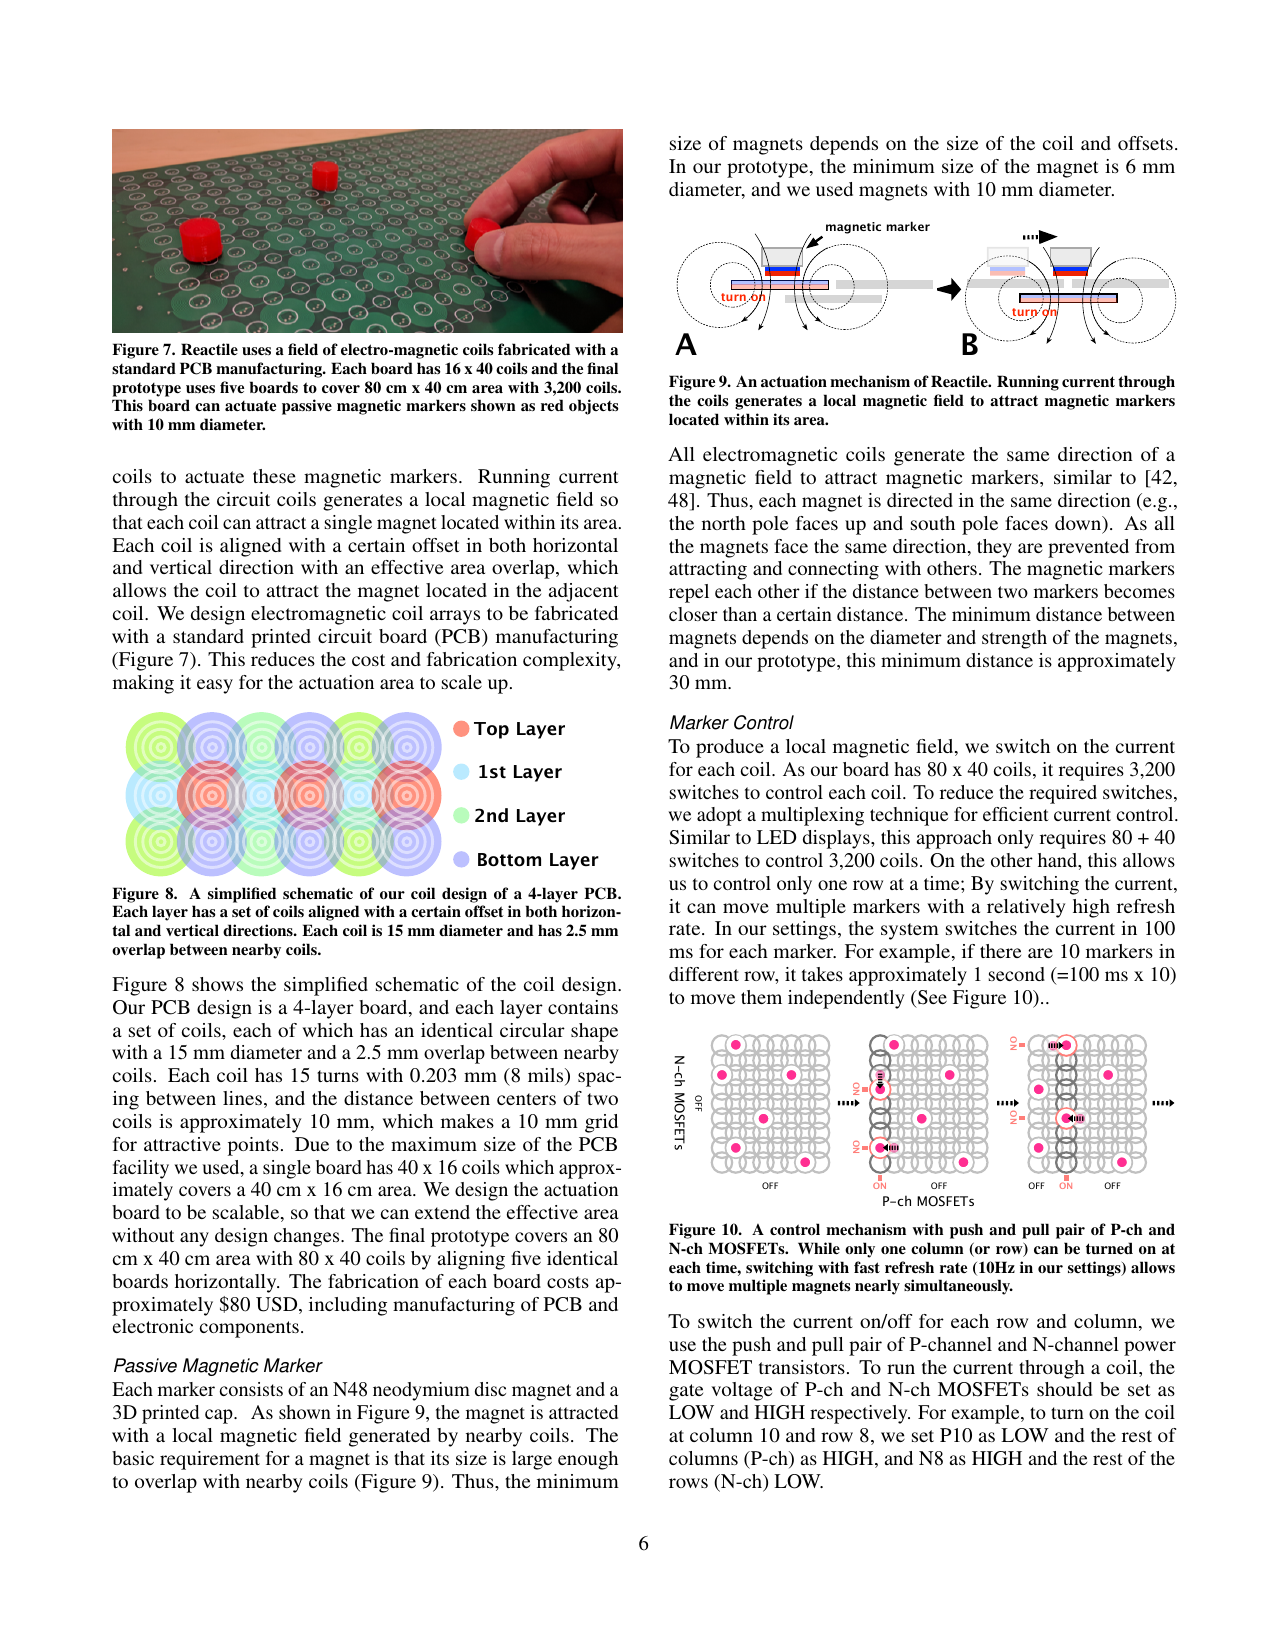 Figure 7. Reactile uses a field of electro-magnetic coils fabricated with a
standard PCB manufacturing. Each board has 16 x 40 coils and the final
prototype uses five boards to cover 80 cm x 40 cm area with 3,200 coils.
This board can actuate passive magnetic markers shown as red objects
with 10 mm diameter.
coils to actuate these magnetic markers. Running current
through the circuit coils generates a local magnetic field so
that each coil can attract a single magnet located within its area.
Each coil is aligned with a certain offset in both horizontal
and vertical direction with an effective area overlap, which
allows the coil to attract the magnet located in the adjacent
coil. We design electromagnetic coil arrays to be fabricated
with a standard printed circuit board (PCB) manufacturing
(Figure 7). This reduces the cost and fabrication complexity,
making it easy for the actuation area to scale up.
Top Layer
1st Layer
2nd Layer
Bottom Layer
Figure 8. A simplified schematic of our coil design of a 4-layer PCB.
Each layer has a set of coils aligned with a certain offset in both horizon-
tal and vertical directions. Each coil is 15 mm diameter and has 2.5 mm
overlap between nearby coils.
Figure 8 shows the simplified schematic of the coil design.
Our PCB design is a 4-layer board, and each layer contains
a set of coils, each of which has an identical circular shape
with a 15 mm diameter and a 2.5 mm overlap between nearby
coils. Each coil has 15 turns with 0.203 mm (8 mils) spac-
ing between lines, and the distance between centers of two
coils is approximately 10 mm, which makes a 10 mm grid
for attractive points. Due to the maximum size of the PCB
facility we used, a single board has 40 x 16 coils which approx-
imately covers a 40 cm x 16 cm area. We design the actuation
board to be scalable, so that we can extend the effective area
without any design changes. The final prototype covers an 80
cm x 40 cm area with 80 x 40 coils by aligning five identical
boards horizontally. The fabrication of each board costs ap-
proximately $80 USD, including manufacturing of PCB and
electronic components.
Passive Magnetic Marker
Each marker consists of an N48 neodymium disc magnet and a
3D printed cap. As shown in Figure 9, the magnet is attracted
with a local magnetic field generated by nearby coils. The
basic requirement for a magnet is that its size is large enough
to overlap with nearby coils (Figure 9). Thus, the minimum
size of magnets depends on the size of the coil and offsets.
In our prototype, the minimum size of the magnet is 6 mm
diameter, and we used magnets with 10 mm diameter.
magnetic marker
turn on
turn on
A
B
Figure 9. An actuation mechanism of Reactile. Running current through
the coils generates a local magnetic field to attract magnetic markers
located within its area.
All electromagnetic coils generate the same direction of a
magnetic field to attract magnetic markers, similar to [42,
48]. Thus, each magnet is directed in the same direction (e.g.,
the north pole faces up and south pole faces down). As all
the magnets face the same direction, they are prevented from
attracting and connecting with others. The magnetic markers
repel each other if the distance between two markers becomes
closer than a certain distance. The minimum distance between
magnets depends on the diameter and strength of the magnets,
and in our prototype, this minimum distance is approximately
30 mm.
Marker Control
To produce a local magnetic field, we switch on the current
for each coil. As our board has 80 x 40 coils, it requires 3,200
switches to control each coil. To reduce the required switches,
we adopt a multiplexing technique for efficient current control.
Similar to LED displays, this approach only requires 80 + 40
switches to control 3,200 coils. On the other hand, this allows
us to control only one row at a time; By switching the current,
it can move multiple markers with a relatively high refresh
rate. In our settings, the system switches the current in 100
ms for each marker. For example, if there are 10 markers in
different row, it takes approximately 1 second (=100 ms x 10)
to move them independently (See Figure 10)..
N-ch MOSFETs
OFF
ON
ON
ON
ON
OFF
ON
OFF
OFF
ON
OFF
P-ch MOSFETs
Figure 10. A control mechanism with push and pull pair of P-ch and
N-ch MOSFETs. While only one column (or row) can be turned on at
each time, switching with fast refresh rate (10Hz in our settings) allows
to move multiple magnets nearly simultaneously.
To switch the current on/off for each row and column, we
use the push and pull pair of P-channel and N-channel power
MOSFET transistors. To run the current through a coil, the
gate voltage of P-ch and N-ch MOSFETs should be set as
LOW and HIGH respectively. For example, to turn on the coil
at column 10 and row 8, we set P10 as LOW and the rest of
columns (P-ch) as HIGH, and N8 as HIGH and the rest of the
rows (N-ch) LOW.
6